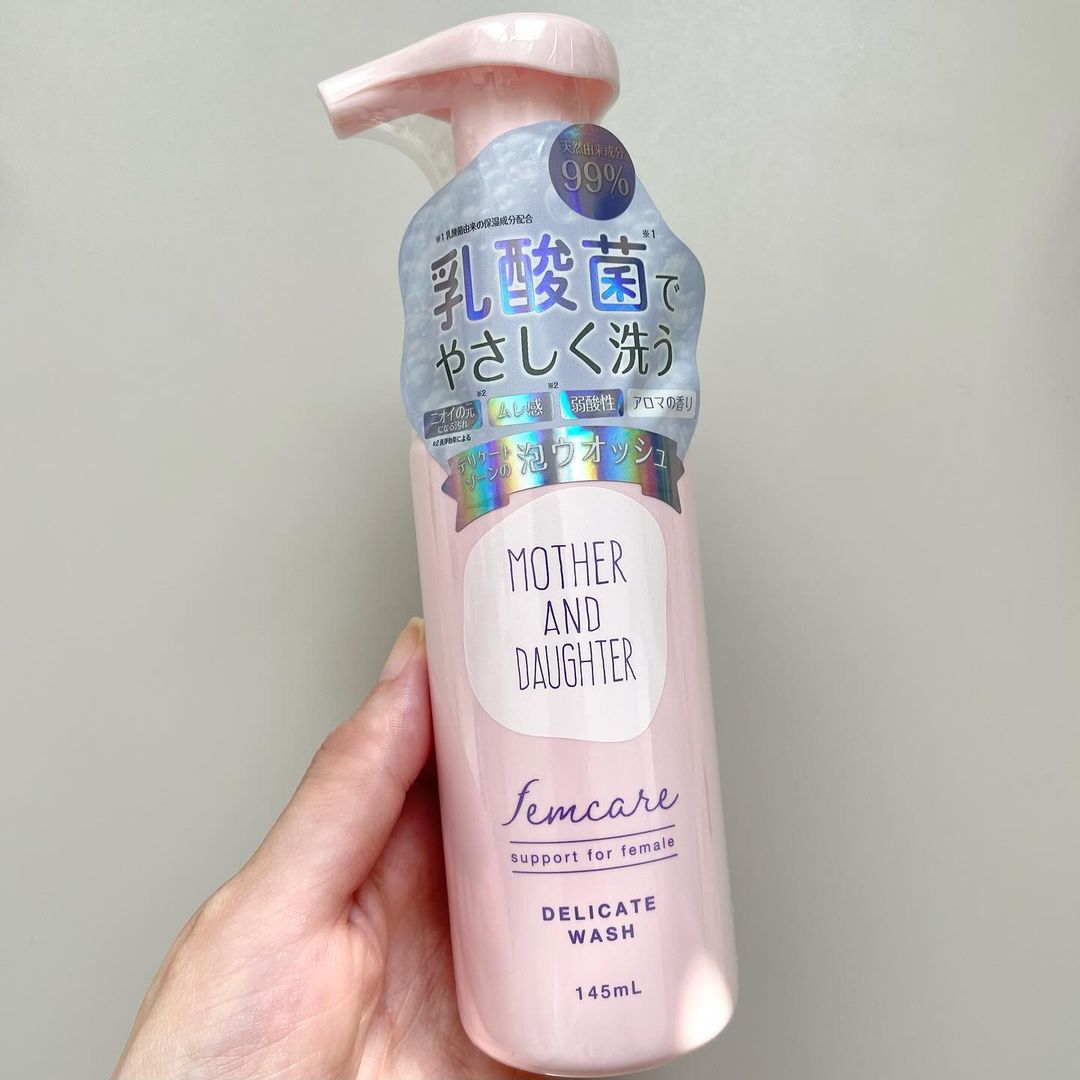 天然由来成分
99%
※1 乳酸菌由来の保湿成分配合
乳酸菌で※1
やさしく洗う
ニオイの元※2
になる汚れ
ムレ感※2
弱酸性
アロマの香り
※2 洗浄効果による
デリケート
ゾーンの
泡ウオッシュ
MOTHER
AND
DAUGHTER
femcare
support for female
DELICATE
WASH
145mL